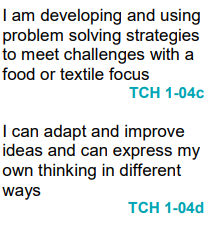 I am developing and using
problem solving strategies
to meet challenges with a
food or textile focus
TCH 1-04c
I can adapt and improve
ideas and can express my
own thinking in different
ways
TCH 1-04d